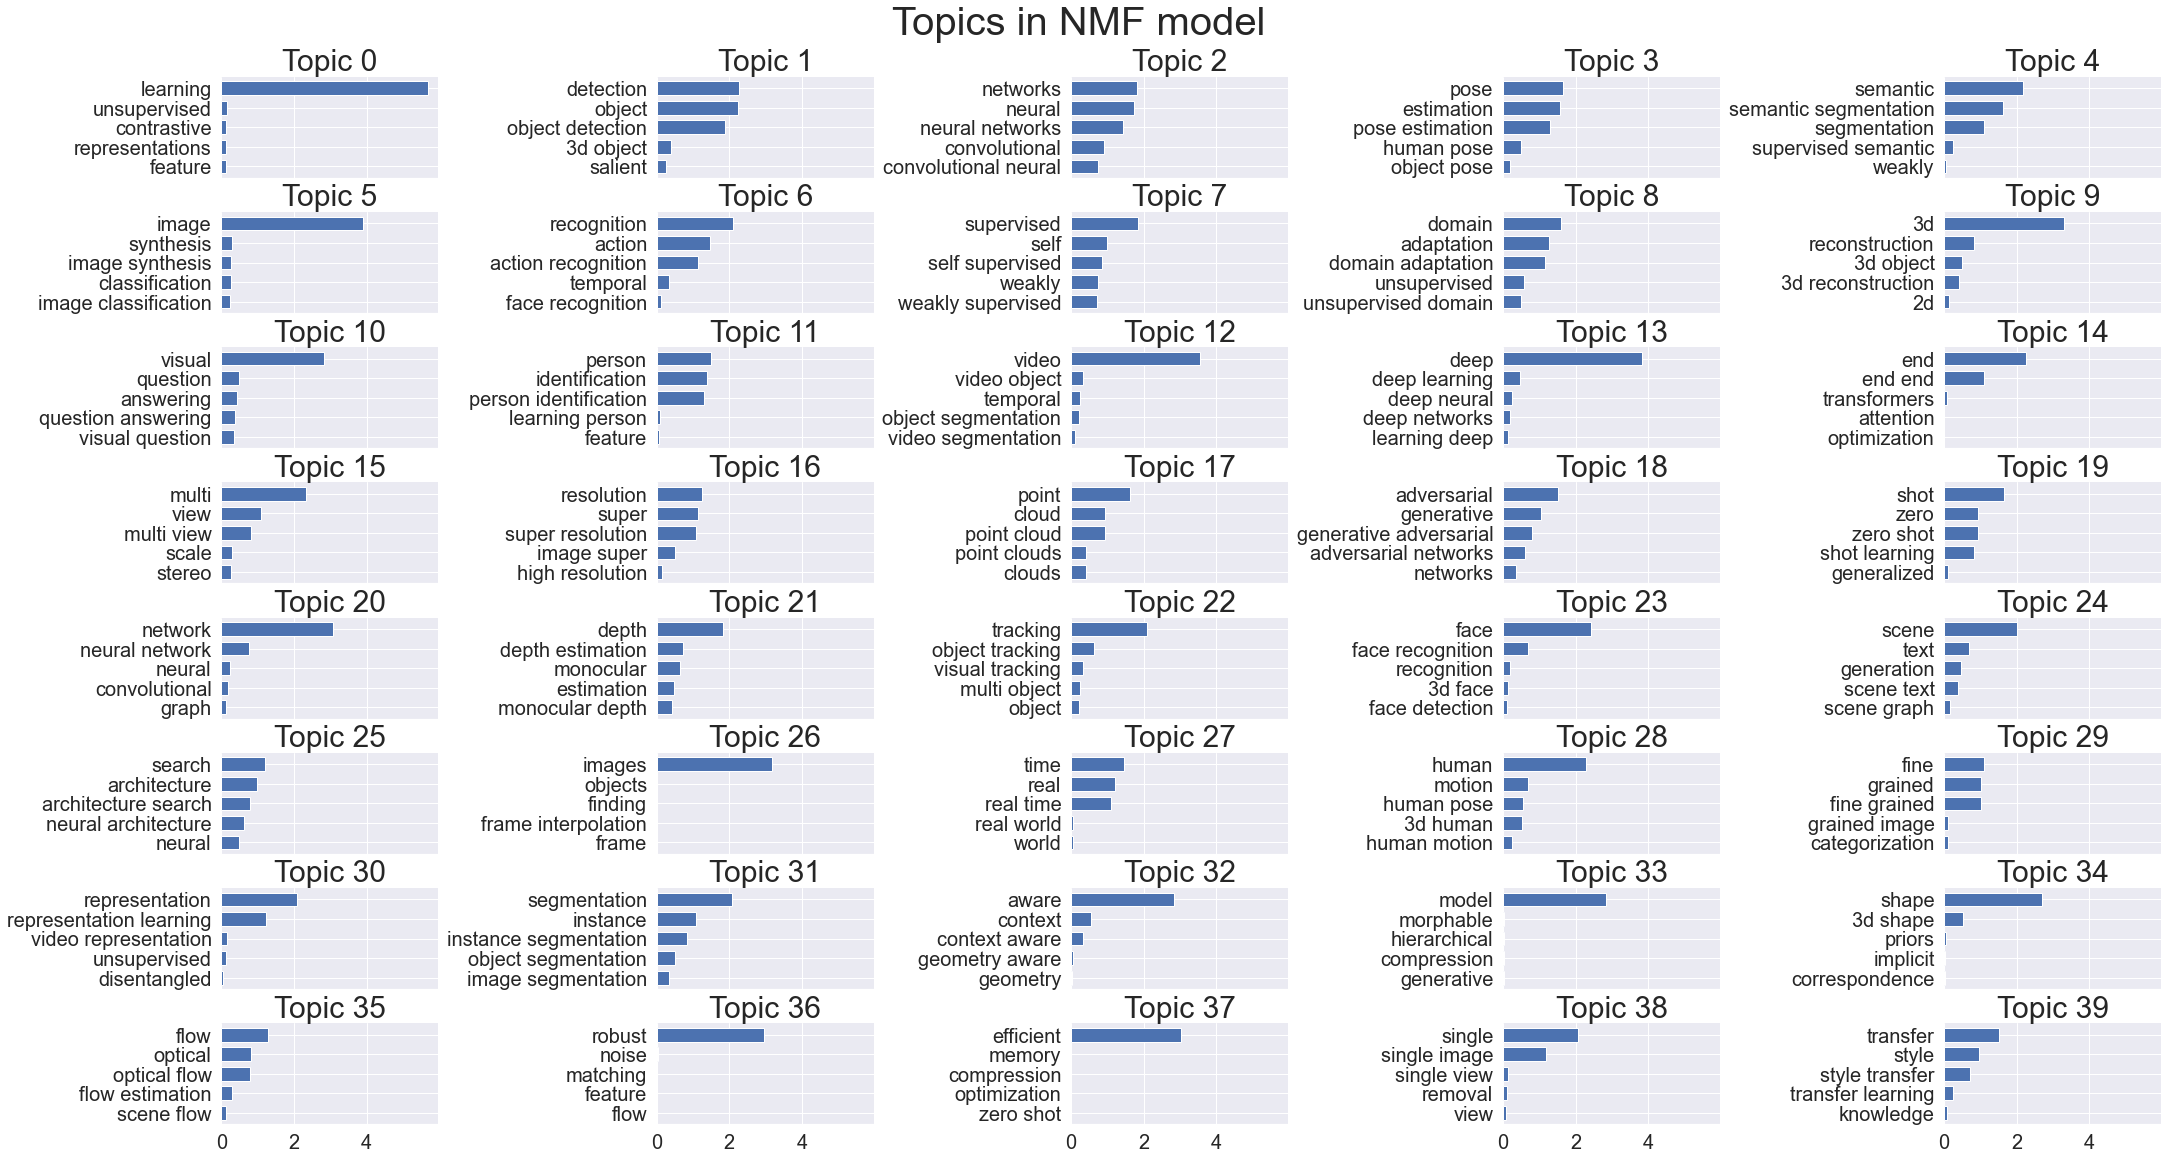 Topics in NMF model
Topic 0
learning
unsupervised
contrastive
representations
feature
Topic 1
detection
object
object detection
3d object
salient
Topic 2
networks
neural
neural networks
convolutional
convolutional neural
Topic 3
pose
estimation
pose estimation
human pose
object pose
Topic 4
semantic
semantic segmentation
segmentation
supervised semantic
weakly
Topic 5
image
synthesis
image synthesis
classification
image classification
Topic 6
recognition
action
action recognition
temporal
face recognition
Topic 7
supervised
self
self supervised
weakly
weakly supervised
Topic 8
domain
adaptation
domain adaptation
unsupervised
unsupervised domain
Topic 9
3d
reconstruction
3d object
3d reconstruction
2d
Topic 10
visual
question
answering
question answering
visual question
Topic 11
person
identification
person identification
learning person
feature
Topic 12
video
video object
temporal
object segmentation
video segmentation
Topic 13
deep
deep learning
deep neural
deep networks
learning deep
Topic 14
end
end end
transformers
attention
optimization
Topic 15
multi
view
multi view
scale
stereo
Topic 16
resolution
super
super resolution
image super
high resolution
Topic 17
point
cloud
point cloud
point clouds
clouds
Topic 18
adversarial
generative
generative adversarial
adversarial networks
networks
Topic 19
shot
zero
zero shot
shot learning
generalized
Topic 20
network
neural network
neural
convolutional
graph
Topic 21
depth
depth estimation
monocular
estimation
monocular depth
Topic 22
tracking
object tracking
visual tracking
multi object
object
Topic 23
face
face recognition
recognition
3d face
face detection
Topic 24
scene
text
generation
scene text
scene graph
Topic 25
search
architecture
architecture search
neural architecture
neural
Topic 26
images
objects
finding
frame interpolation
frame
Topic 27
time
real
real time
real world
world
Topic 28
human
motion
human pose
3d human
human motion
Topic 29
fine
grained
fine grained
grained image
categorization
Topic 30
representation
representation learning
video representation
unsupervised
disentangled
Topic 31
segmentation
instance
instance segmentation
object segmentation
image segmentation
Topic 32
aware
context
context aware
geometry aware
geometry
Topic 33
model
morphable
hierarchical
compression
generative
Topic 34
shape
3d shape
priors
implicit
correspondence
Topic 35
flow
optical
optical flow
flow estimation
scene flow
0 2 4
Topic 36
robust
noise
matching
feature
flow
0 2 4
Topic 37
efficient
memory
compression
optimization
zero shot
0 2 4
Topic 38
single
single image
single view
removal
view
0 2 4
Topic 39
transfer
style
style transfer
transfer learning
knowledge
0 2 4